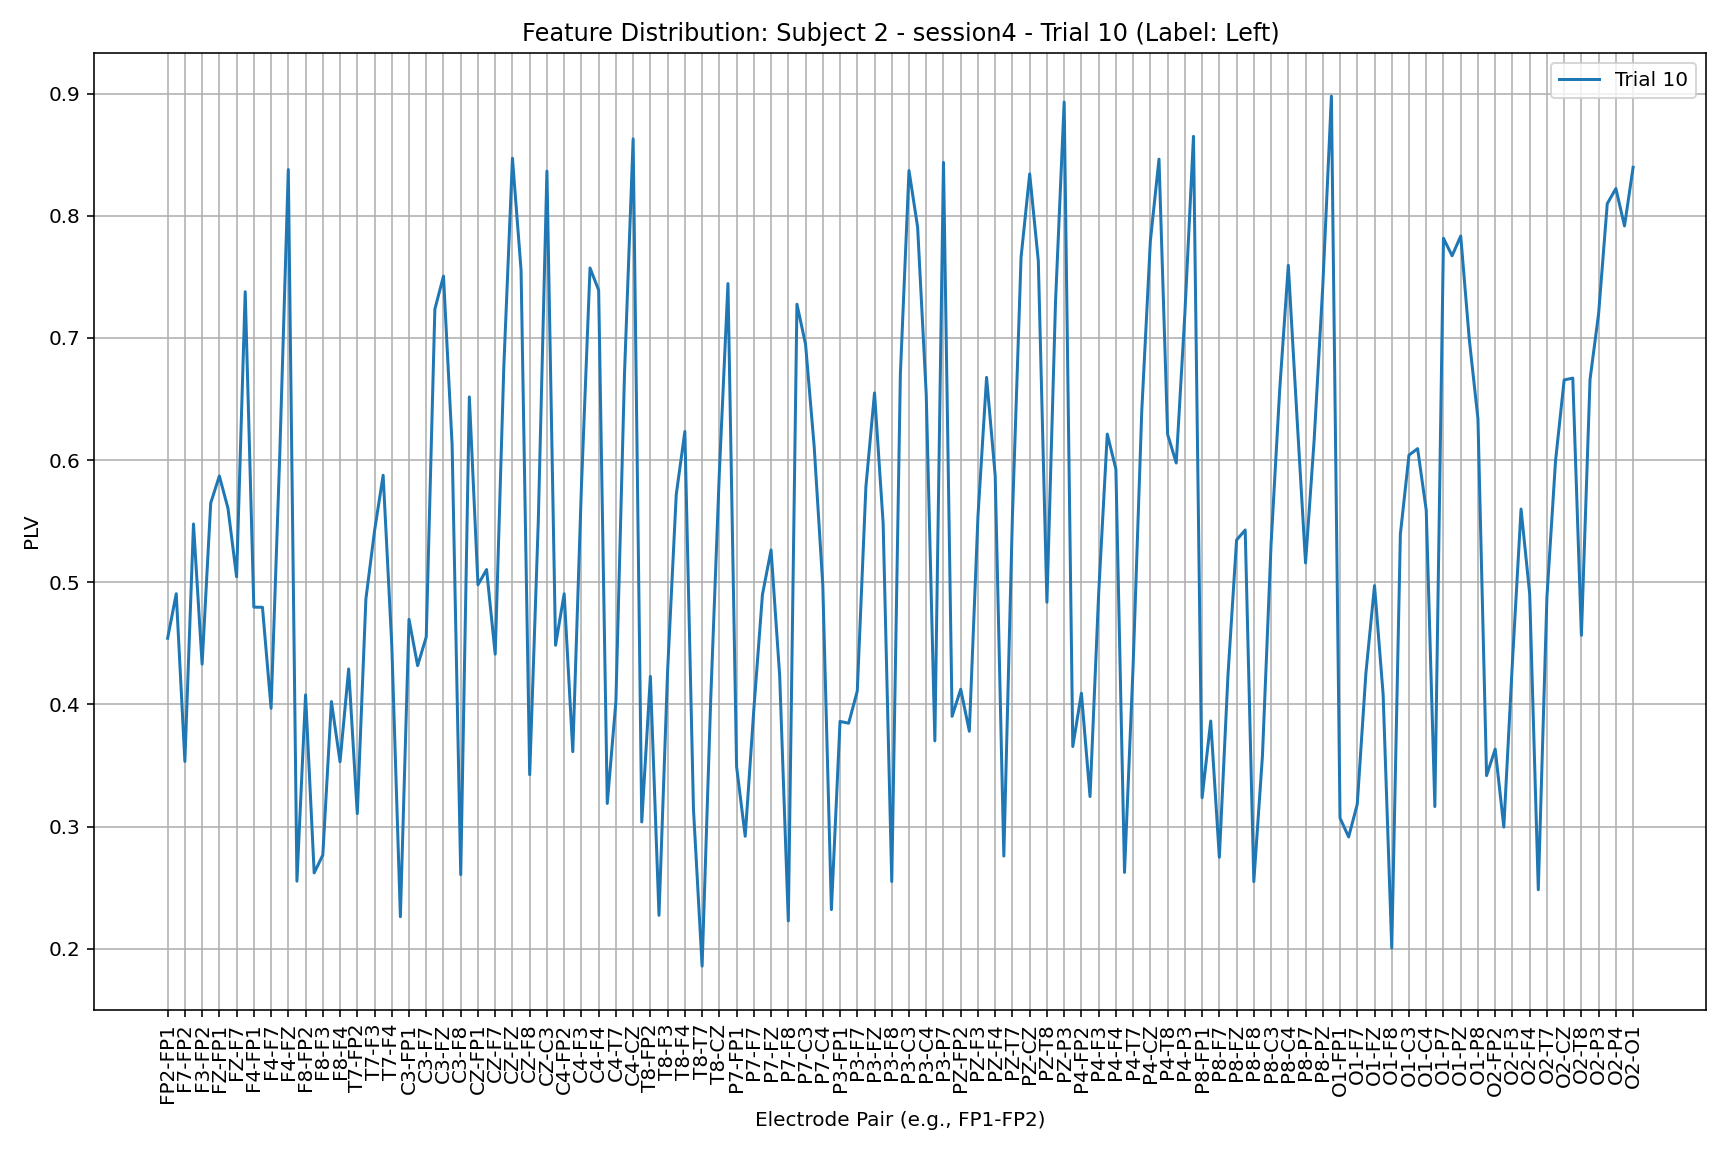 Feature Distribution: Subject 2 - session4 - Trial 10 (Label: Left)
Trial 10
PLV
0.9
0.8
0.7
0.6
0.5
0.4
0.3
0.2
FP2-FP1
F7-FP2
F3-FP2
FZ-FP1
FZ-F7
F4-FP1
F4-F7
F4-FZ
F8-FP2
F8-F3
F8-F4
T7-FP2
T7-F3
T7-F4
C3-FP1
C3-F7
C3-FZ
C3-F8
CZ-FP1
CZ-F7
CZ-FZ
CZ-F8
CZ-C3
C4-FP2
C4-F3
C4-F4
C4-T7
C4-CZ
T8-FP2
T8-F3
T8-F4
T8-T7
T8-CZ
P7-FP1
P7-F7
P7-FZ
P7-F8
P7-C3
P7-C4
P3-FP1
P3-F7
P3-FZ
P3-F8
P3-C3
P3-C4
P3-P7
PZ-FP2
PZ-F3
PZ-F4
PZ-T7
PZ-CZ
PZ-T8
PZ-P3
P4-FP2
P4-F3
P4-F4
P4-T7
P4-CZ
P4-T8
P4-P3
P8-FP1
P8-F7
P8-FZ
P8-F8
P8-C3
P8-C4
P8-P7
P8-PZ
O1-FP1
O1-F7
O1-FZ
O1-F8
O1-C3
O1-C4
O1-P7
O1-PZ
O1-P8
O2-FP2
O2-F3
O2-F4
O2-T7
O2-CZ
O2-T8
O2-P3
O2-P4
O2-O1
Electrode Pair (e.g., FP1-FP2)